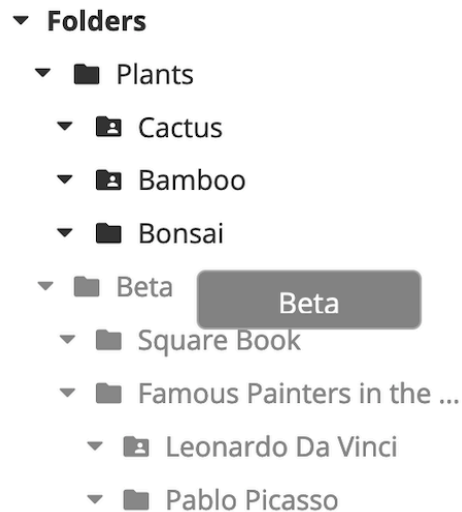 Folders
Plants
Cactus
Bamboo
Bonsai
Beta
Beta
Square Book
Famous Painters in the ...
Leonardo Da Vinci
Pablo Picasso